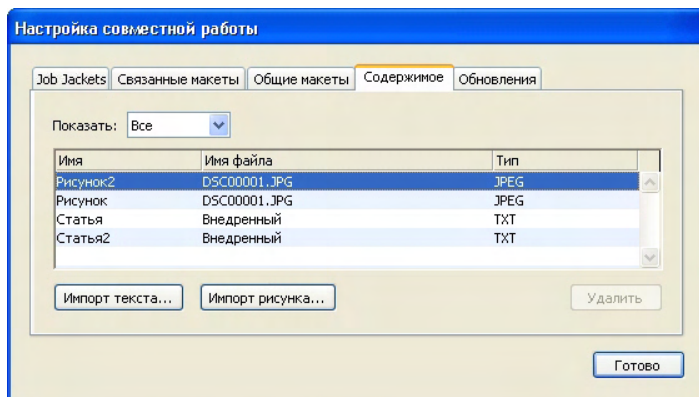 Настройка совместной работы
Job Jackets Связанные макеты Общие макеты Содержимое Обновления
Показать: Все
Имя Имя файла Тип
Рисунок2 DSC00001.JPG JPEG
Рисунок DSC00001.JPG JPEG
Статья Внедренный TXT
Статья2 Внедренный TXT
Импорт текста... Импорт рисунка... Удалить
Готово